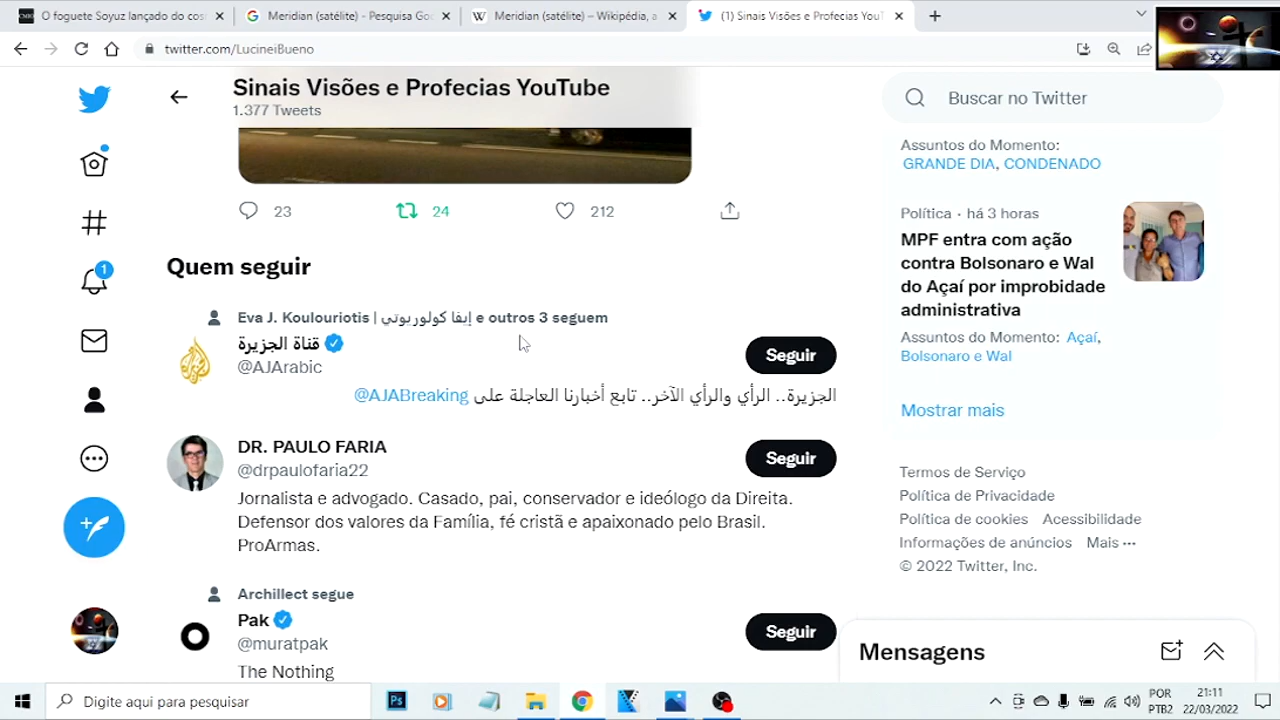 O foguete Soyuz lançado do cos
Meridian (satélite) - Pesquisa Go
Meridian (satélite) – Wikipédia, a
(1) Sinais Visões e Profecias YouT
twitter.com/LucineiBueno
Sinais Visões e Profecias YouTube
1.377 Tweets
Buscar no Twitter
23
24
212
Quem seguir
Eva J. Koulouriotis | إيفا كولوريوتي e outros 3 seguem
قناة الجزيرة
@AJArabic
Seguir
الجزيرة.. الرأي والرأي الآخر.. تابع أخبارنا العاجلة على @AJABreaking
DR. PAULO FARIA
@drpaulofaria22
Seguir
Jornalista e advogado. Casado, pai, conservador e ideólogo da Direita.
Defensor dos valores da Família, fé cristã e apaixonado pelo Brasil.
ProArmas.
Archillect segue
Pak
@muratpak
Seguir
The Nothing
Assuntos do Momento:
GRANDE DIA, CONDENADO
Política · há 3 horas
MPF entra com ação
contra Bolsonaro e Wal
do Açaí por improbidade
administrativa
Assuntos do Momento: Açaí,
Bolsonaro e Wal
Mostrar mais
Termos de Serviço
Política de Privacidade
Política de cookies Acessibilidade
Informações de anúncios Mais ···
© 2022 Twitter, Inc.
Mensagens
1
Digite aqui para pesquisar
Ps
POR
PTB2
21:11
22/03/2022